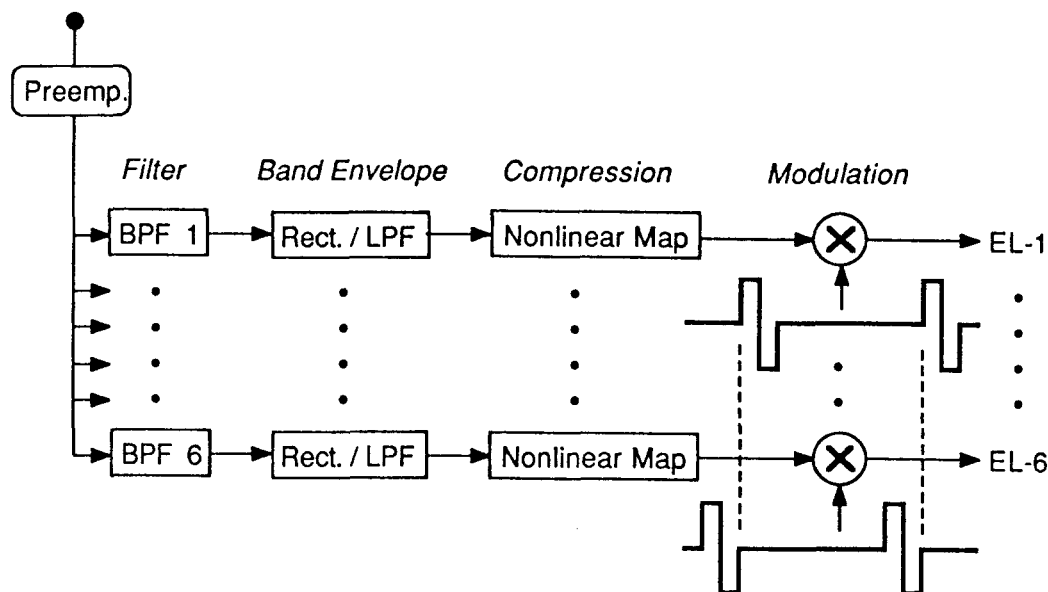 Preemp.
Filter Band Envelope Compression Modulation
BPF 1 Rect. / LPF Nonlinear Map EL-1
BPF 6 Rect. / LPF Nonlinear Map EL-6